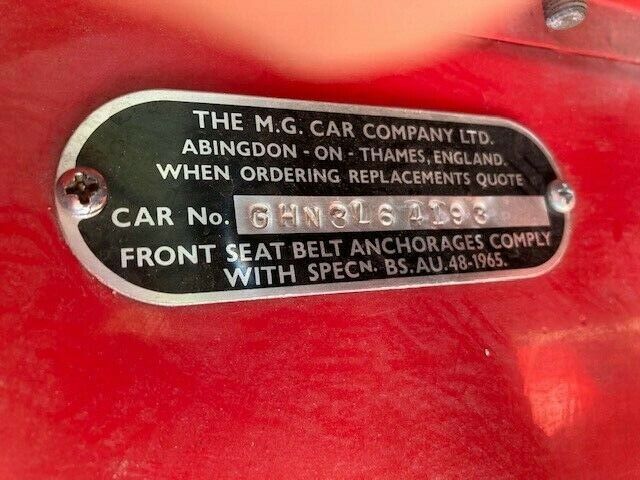 THE M.G. CAR COMPANY LTD.
ABINGDON - ON - THAMES, ENGLAND.
WHEN ORDERING REPLACEMENTS QUOTE
CAR No. GHN3L64193
FRONT SEAT BELT ANCHORAGES COMPLY
WITH SPECN. BS.AU.48-1965.